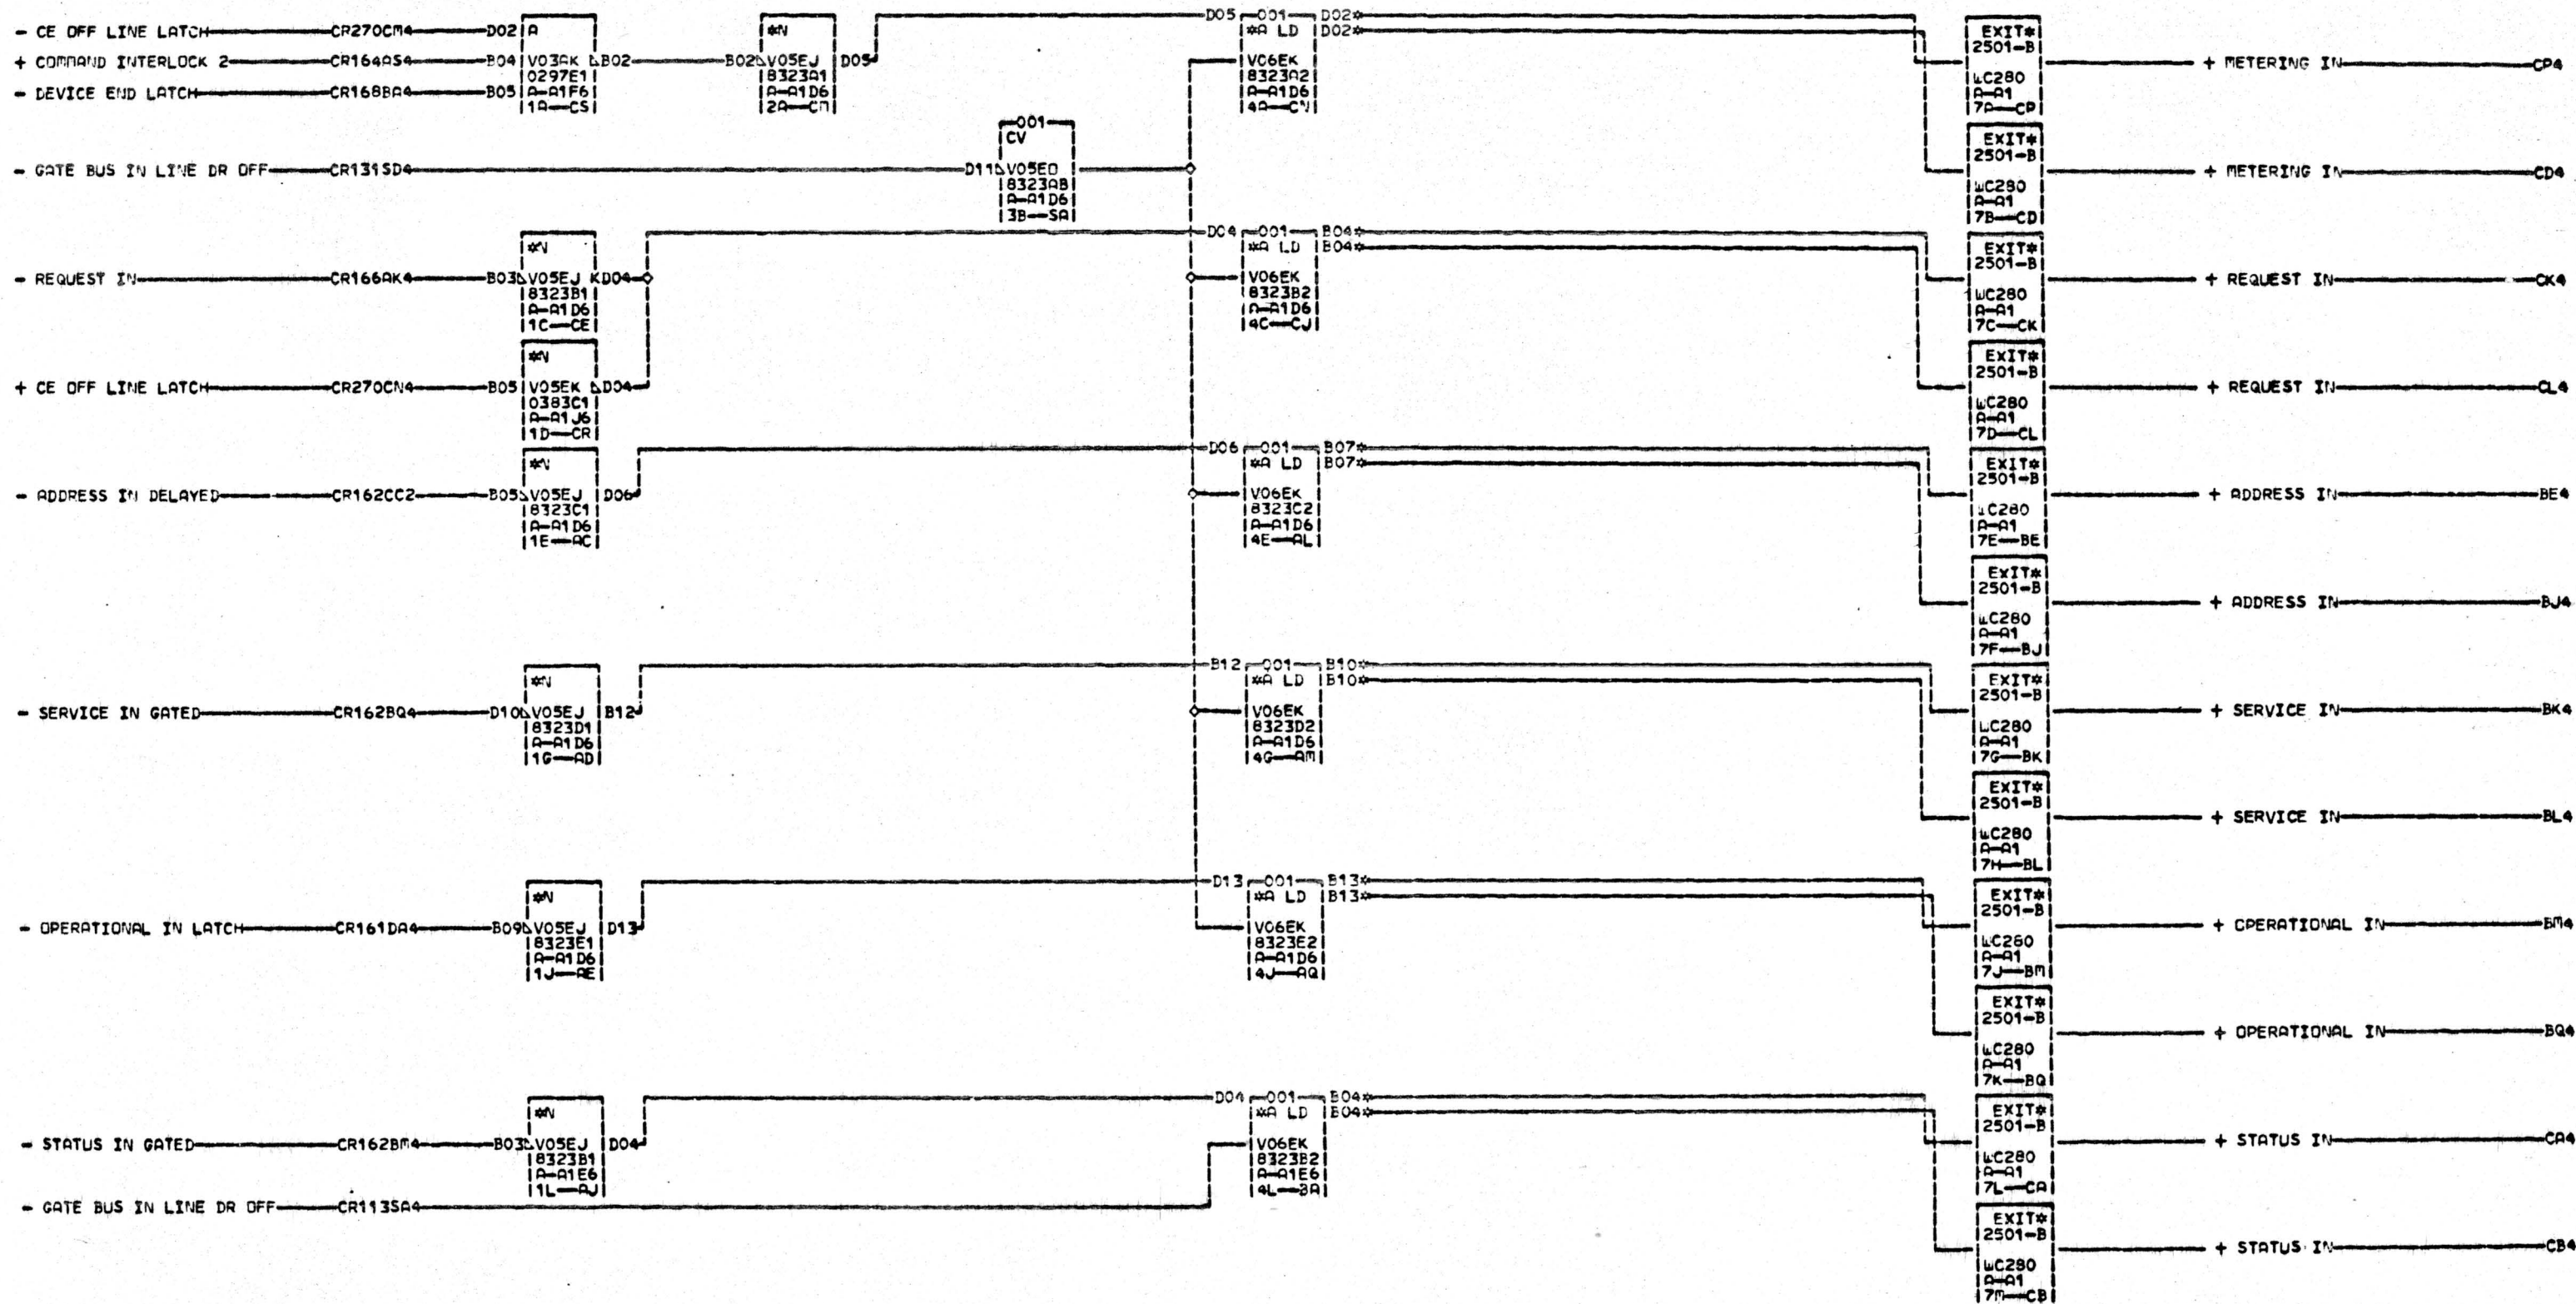 - CE OFF LINE LATCH CR270CM4 D02
+ COMMAND INTERLOCK 2 CR164AS4 B04
- DEVICE END LATCH CR168BA4 B05
A
V03AK B02
0297E1
A-A1F6
1A CS
*N
B02 V05EJ D05
8323A1
A-A1D6
2A CM
D05 001 D02*
*A LD D02*
V06EK
8323A2
A-A1D6
4A CN
EXIT*
2501-B
WC280
A-A1
7A CP
+ METERING IN CP4
- GATE BUS IN LINE DR OFF CR131SD4
001
CV
D11 V05EO
8323AB
A-A1D6
3B SA
EXIT*
2501-B
WC280
A-A1
7B CD
+ METERING IN CD4
- REQUEST IN CR166AK4 B03
*N
V05EJ KD04
8323B1
A-A1D6
1C CE
D04 001 B04*
*A LD B04*
V06EK
8323B2
A-A1D6
4C CJ
EXIT*
2501-B
WC280
A-A1
7C CK
+ REQUEST IN CK4
+ CE OFF LINE LATCH CR270CN4 B05
*N
V05EK D04
0383C1
A-A1J6
1D CR
EXIT*
2501-B
WC280
A-A1
7D CL
+ REQUEST IN CL4
- ADDRESS IN DELAYED CR162CC2 B05
*N
V05EJ D06
8323C1
A-A1D6
1E AC
D06 001 B07*
*A LD B07*
V06EK
8323C2
A-A1D6
4E AL
EXIT*
2501-B
WC280
A-A1
7E BE
+ ADDRESS IN BE4
EXIT*
2501-B
WC280
A-A1
7F BJ
+ ADDRESS IN BJ4
- SERVICE IN GATED CR162BQ4 D10
*N
V05EJ B12
8323D1
A-A1D6
1G AD
B12 001 B10*
*A LD B10*
V06EK
8323D2
A-A1D6
4G AM
EXIT*
2501-B
WC280
A-A1
7G BK
+ SERVICE IN BK4
EXIT*
2501-B
WC280
A-A1
7H BL
+ SERVICE IN BL4
- OPERATIONAL IN LATCH CR161DA4 B09
*N
V05EJ D13
8323E1
A-A1D6
1J AE
D13 001 B13*
*A LD B13*
V06EK
8323E2
A-A1D6
4J AQ
EXIT*
2501-B
WC280
A-A1
7J BM
+ OPERATIONAL IN BM4
EXIT*
2501-B
WC280
A-A1
7K BQ
+ OPERATIONAL IN BQ4
- STATUS IN GATED CR162BM4 B03
*N
V05EJ D04
8323B1
A-A1E6
1L AJ
- GATE BUS IN LINE DR OFF CR113SA4
D04 001 B04*
*A LD B04*
V06EK
8323B2
A-A1E6
4L BA
EXIT*
2501-B
WC280
A-A1
7L CA
+ STATUS IN CA4
EXIT*
2501-B
WC280
A-A1
7M CB
+ STATUS IN CB4